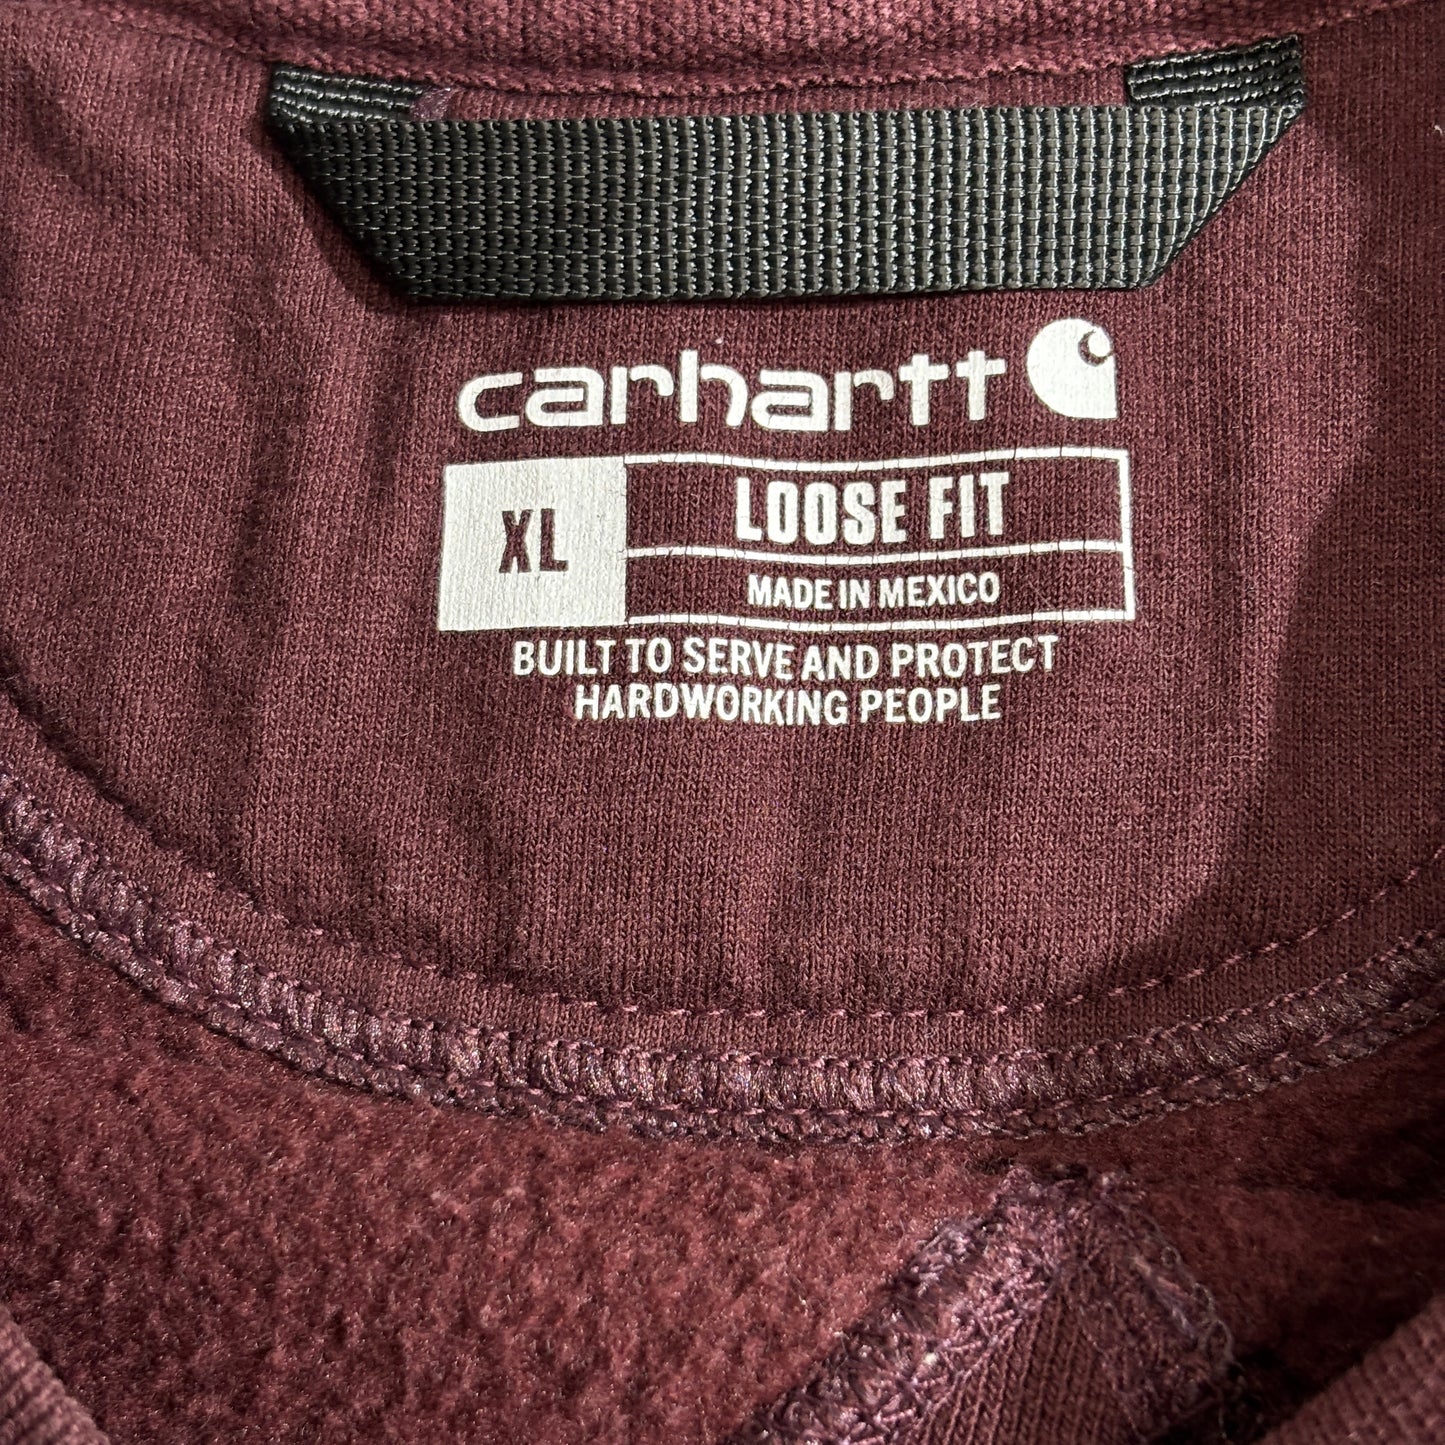 carhartt
XL
LOOSE FIT
MADE IN MEXICO
BUILT TO SERVE AND PROTECT
HARDWORKING PEOPLE